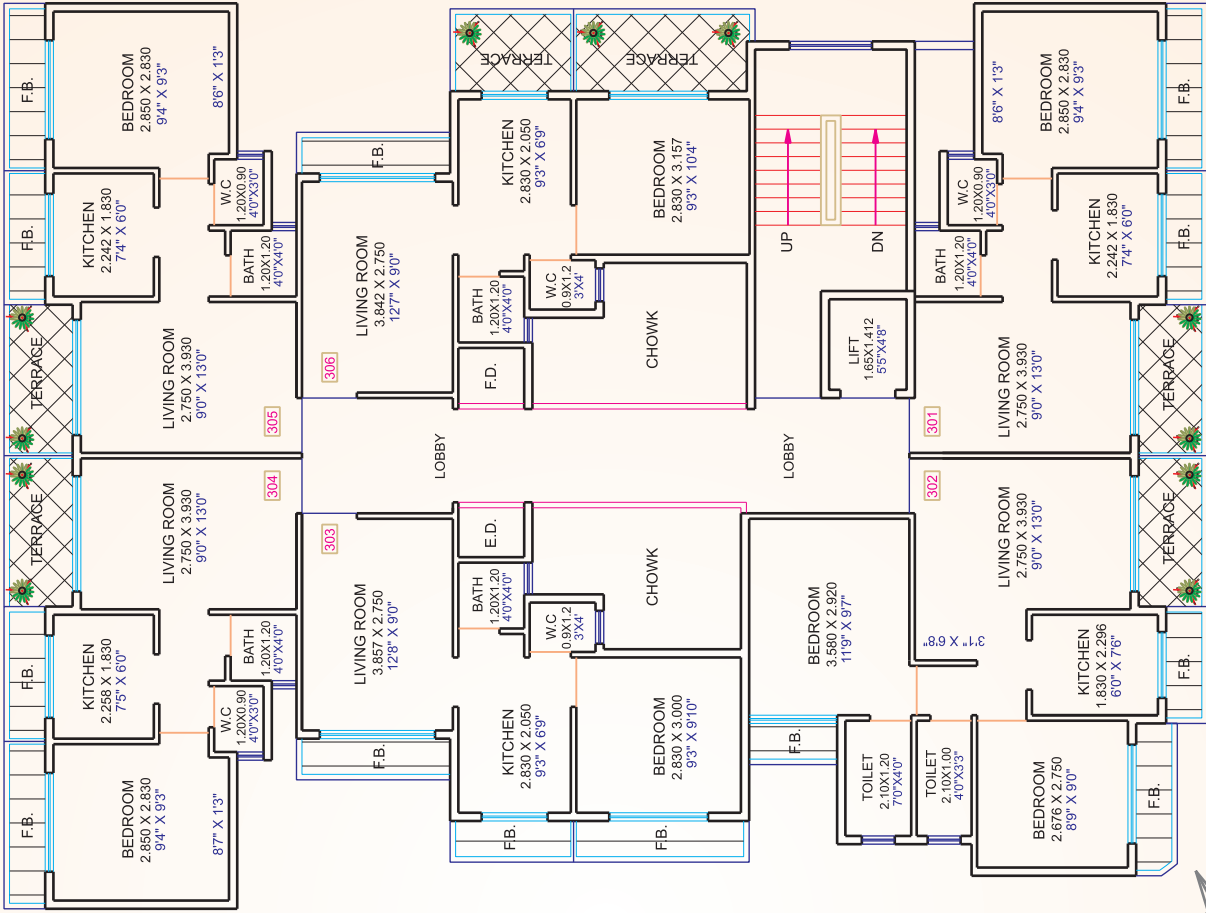 F.B.
BEDROOM
2.850 X 2.830
9'4" X 9'3"
8'6" X 1'3"
F.B.
KITCHEN
2.242 X 1.830
7'4" X 6'0"
W.C
1.20X0.90
4'0"X3'0"
BATH
1.20X1.20
4'0"X4'0"
TERRACE
LIVING ROOM
2.750 X 3.930
9'0" X 13'0"
305
TERRACE
LIVING ROOM
2.750 X 3.930
9'0" X 13'0"
304
F.B.
KITCHEN
2.258 X 1.830
7'5" X 6'0"
BATH
1.20X1.20
4'0"X4'0"
W.C
1.20X0.90
4'0"X3'0"
F.B.
BEDROOM
2.850 X 2.830
9'4" X 9'3"
8'7" X 1'3"
F.B.
LIVING ROOM
3.842 X 2.750
12'7" X 9'0"
306
TERRACE
TERRACE
KITCHEN
2.830 X 2.050
9'3" X 6'9"
BEDROOM
2.830 X 3.157
9'3" X 10'4"
BATH
1.20X1.20
4'0"X4'0"
W.C
0.9X1.2
3'X4'
F.D.
CHOWK
UP
DN
LIFT
1.65X1.412
5'5"X4'8"
LOBBY
LOBBY
303
LIVING ROOM
3.857 X 2.750
12'8" X 9'0"
F.B.
E.D.
BATH
1.20X1.20
4'0"X4'0"
W.C
0.9X1.2
3'X4'
CHOWK
KITCHEN
2.830 X 2.050
9'3" X 6'9"
BEDROOM
2.830 X 3.000
9'3" X 9'10"
F.B.
F.B.
8'6" X 1'3"
BEDROOM
2.850 X 2.830
9'4" X 9'3"
F.B.
W.C
1.20X0.90
4'0"X3'0"
BATH
1.20X1.20
4'0"X4'0"
KITCHEN
2.242 X 1.830
7'4" X 6'0"
F.B.
301
LIVING ROOM
2.750 X 3.930
9'0" X 13'0"
TERRACE
302
LIVING ROOM
2.750 X 3.930
9'0" X 13'0"
TERRACE
BEDROOM
3.580 X 2.920
11'9" X 9'7"
3'1" X 6'8"
KITCHEN
1.830 X 2.296
6'0" X 7'6"
F.B.
F.B.
TOILET
2.10X1.20
7'0"X4'0"
TOILET
2.10X1.00
4'0"X3'3"
BEDROOM
2.676 X 2.750
8'9" X 9'0"
F.B.